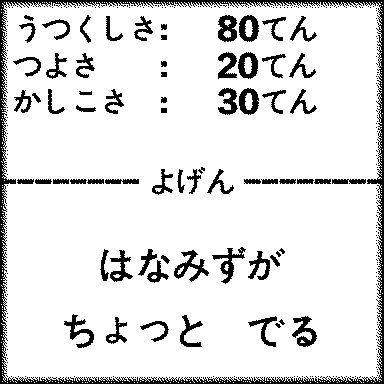 うつくしさ:　80てん
つよさ　　:　20てん
かしこさ　:　30てん
よげん
はなみずが
ちょっと　でる